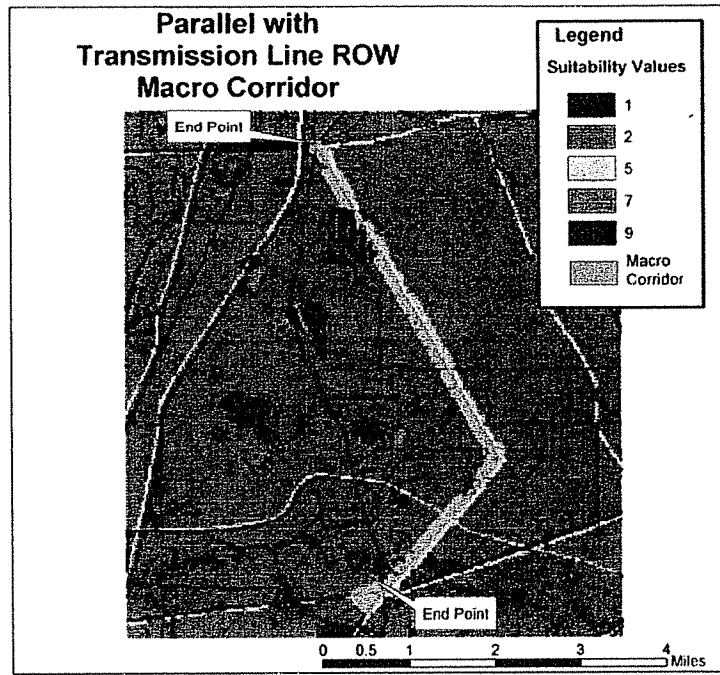 Parallel with
Transmission Line ROW
Macro Corridor
End Point
Legend
Suitability Values
1
2
5
7
9
Macro
Corridor
End Point
0 0.5 1 2 3 4
Miles